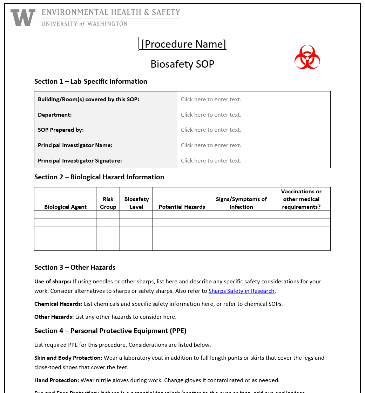 W ENVIRONMENTAL HEALTH & SAFETY
UNIVERSITY of WASHINGTON
[Procedure Name]
Biosafety SOP
Section 1 – Lab-Specific Information
Building/Room(s) covered by this SOP: Click here to enter text.
Department: Click here to enter text.
SOP Prepared by: Click here to enter text.
Principal Investigator Name: Click here to enter text.
Principal Investigator Signature: Click here to enter text.
Section 2 – Biological Hazard Information
Biological Agent Risk Group Biosafety Level Potential Hazards Signs/Symptoms of Infection Vaccinations or other medical requirements?
Section 3 – Other Hazards
Use of sharps: If using needles or other sharps, list here and describe any specific safety considerations for your
work. Consider alternatives to sharps or safety sharps. Also refer to Sharps Safety in Research.
Chemical Hazards: List chemicals and specific safety information here, or refer to chemical SOPs.
Other Hazards: List any other hazards to consider here.
Section 4 – Personal Protective Equipment (PPE)
List required PPE for this procedure. Considerations are listed below.
Skin and Body Protection: Wear a laboratory coat in addition to full-length pants or skirts that cover the legs and
close-toed shoes that cover the feet.
Hand Protection: Wear nitrile gloves during work. Change gloves if contaminated or as needed.